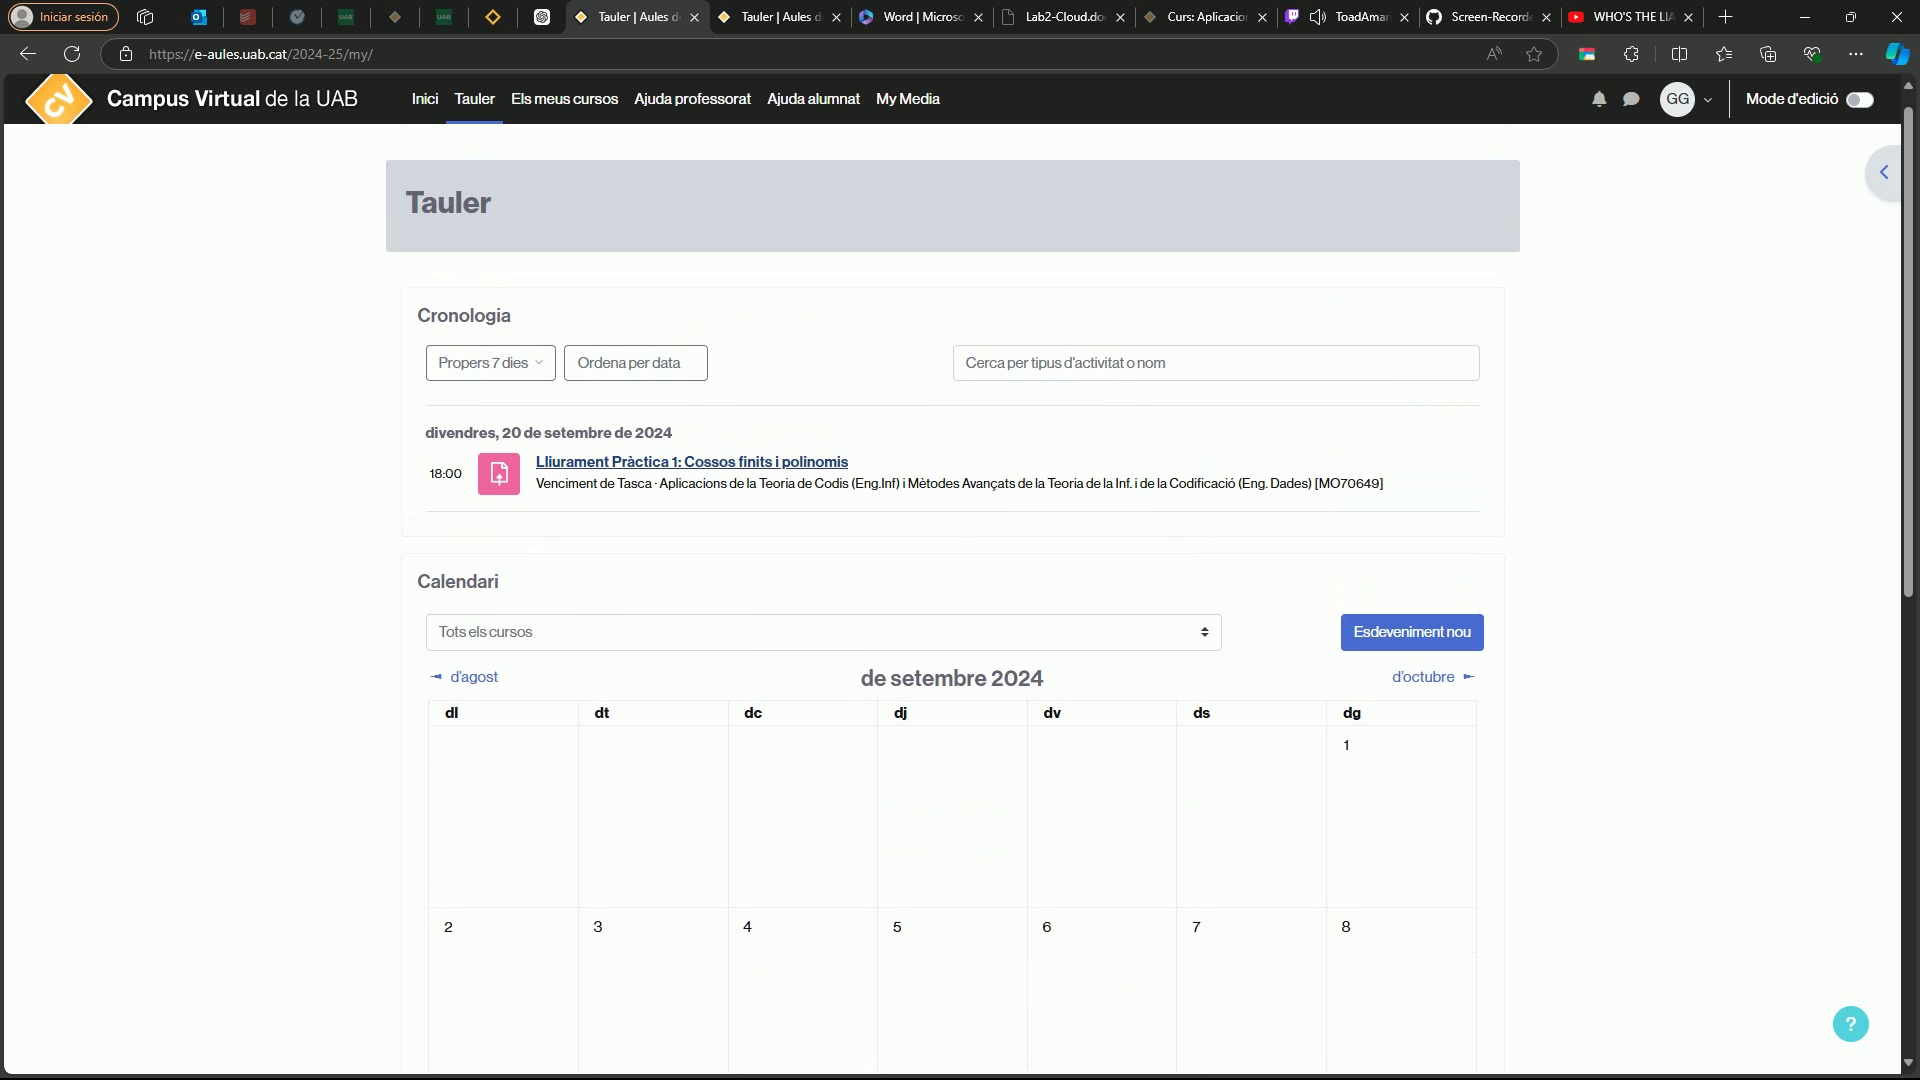 Iniciar sesión
Tauler | Aules d
Tauler | Aules d
Word | Microso
Lab2-Cloud.do
Curs: Aplicacion
ToadAmar
Screen-Record
WHO'S THE LIA
https://e-aules.uab.cat/2024-25/my/
CV
Campus Virtual de la UAB
Inici
Tauler
Els meus cursos
Ajuda professorat
Ajuda alumnat
My Media
GG
Mode d'edició
Tauler
Cronologia
Propers 7 dies
Ordena per data
Cerca per tipus d'activitat o nom
divendres, 20 de setembre de 2024
18:00
Lliurament Pràctica 1: Cossos finits i polinomis
Venciment de Tasca · Aplicacions de la Teoria de Codis (Eng.Inf) i Mètodes Avançats de la Teoria de la Inf. i de la Codificació (Eng. Dades) [MO70649]
Calendari
Tots els cursos
Esdeveniment nou
◄ d'agost
de setembre 2024
d'octubre ►
dl dt dc dj dv ds dg
1
2 3 4 5 6 7 8
?